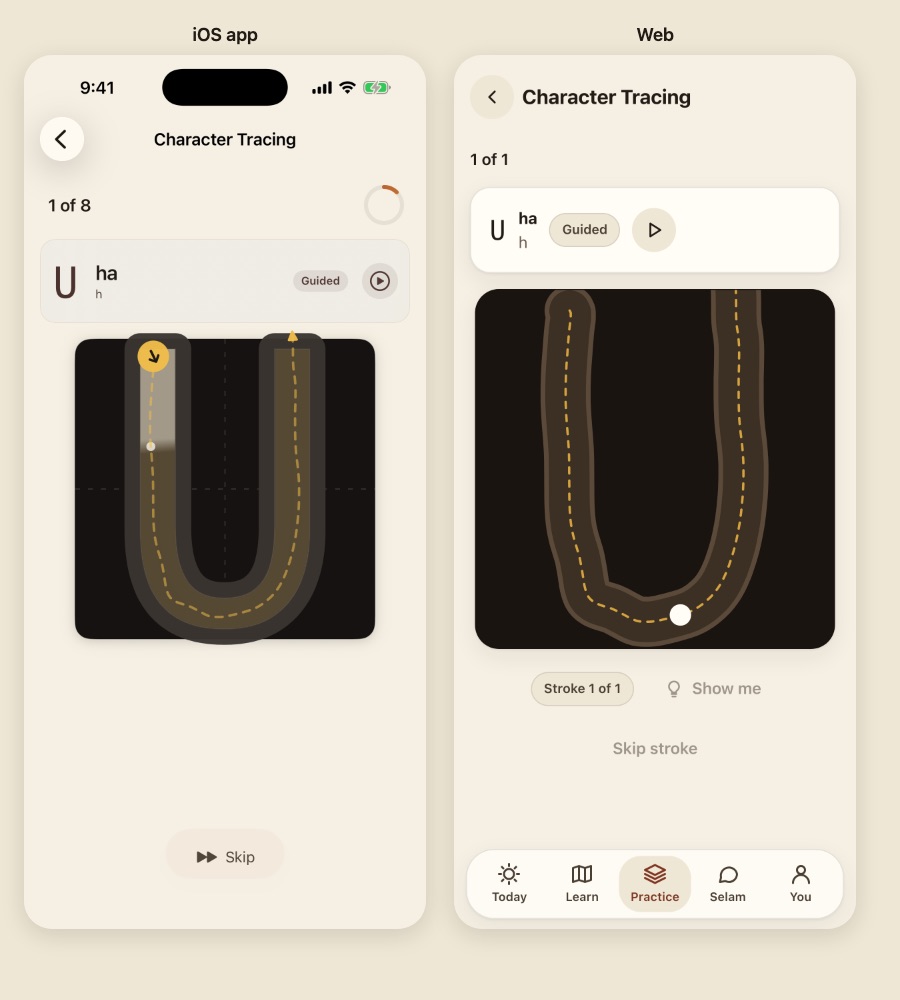 iOS app
9:41
Character Tracing
1 of 8
ሀ
ha
h
Guided
Skip
Web
Character Tracing
1 of 1
ሀ
ha
h
Guided
Stroke 1 of 1
Show me
Skip stroke
Today
Learn
Practice
Selam
You